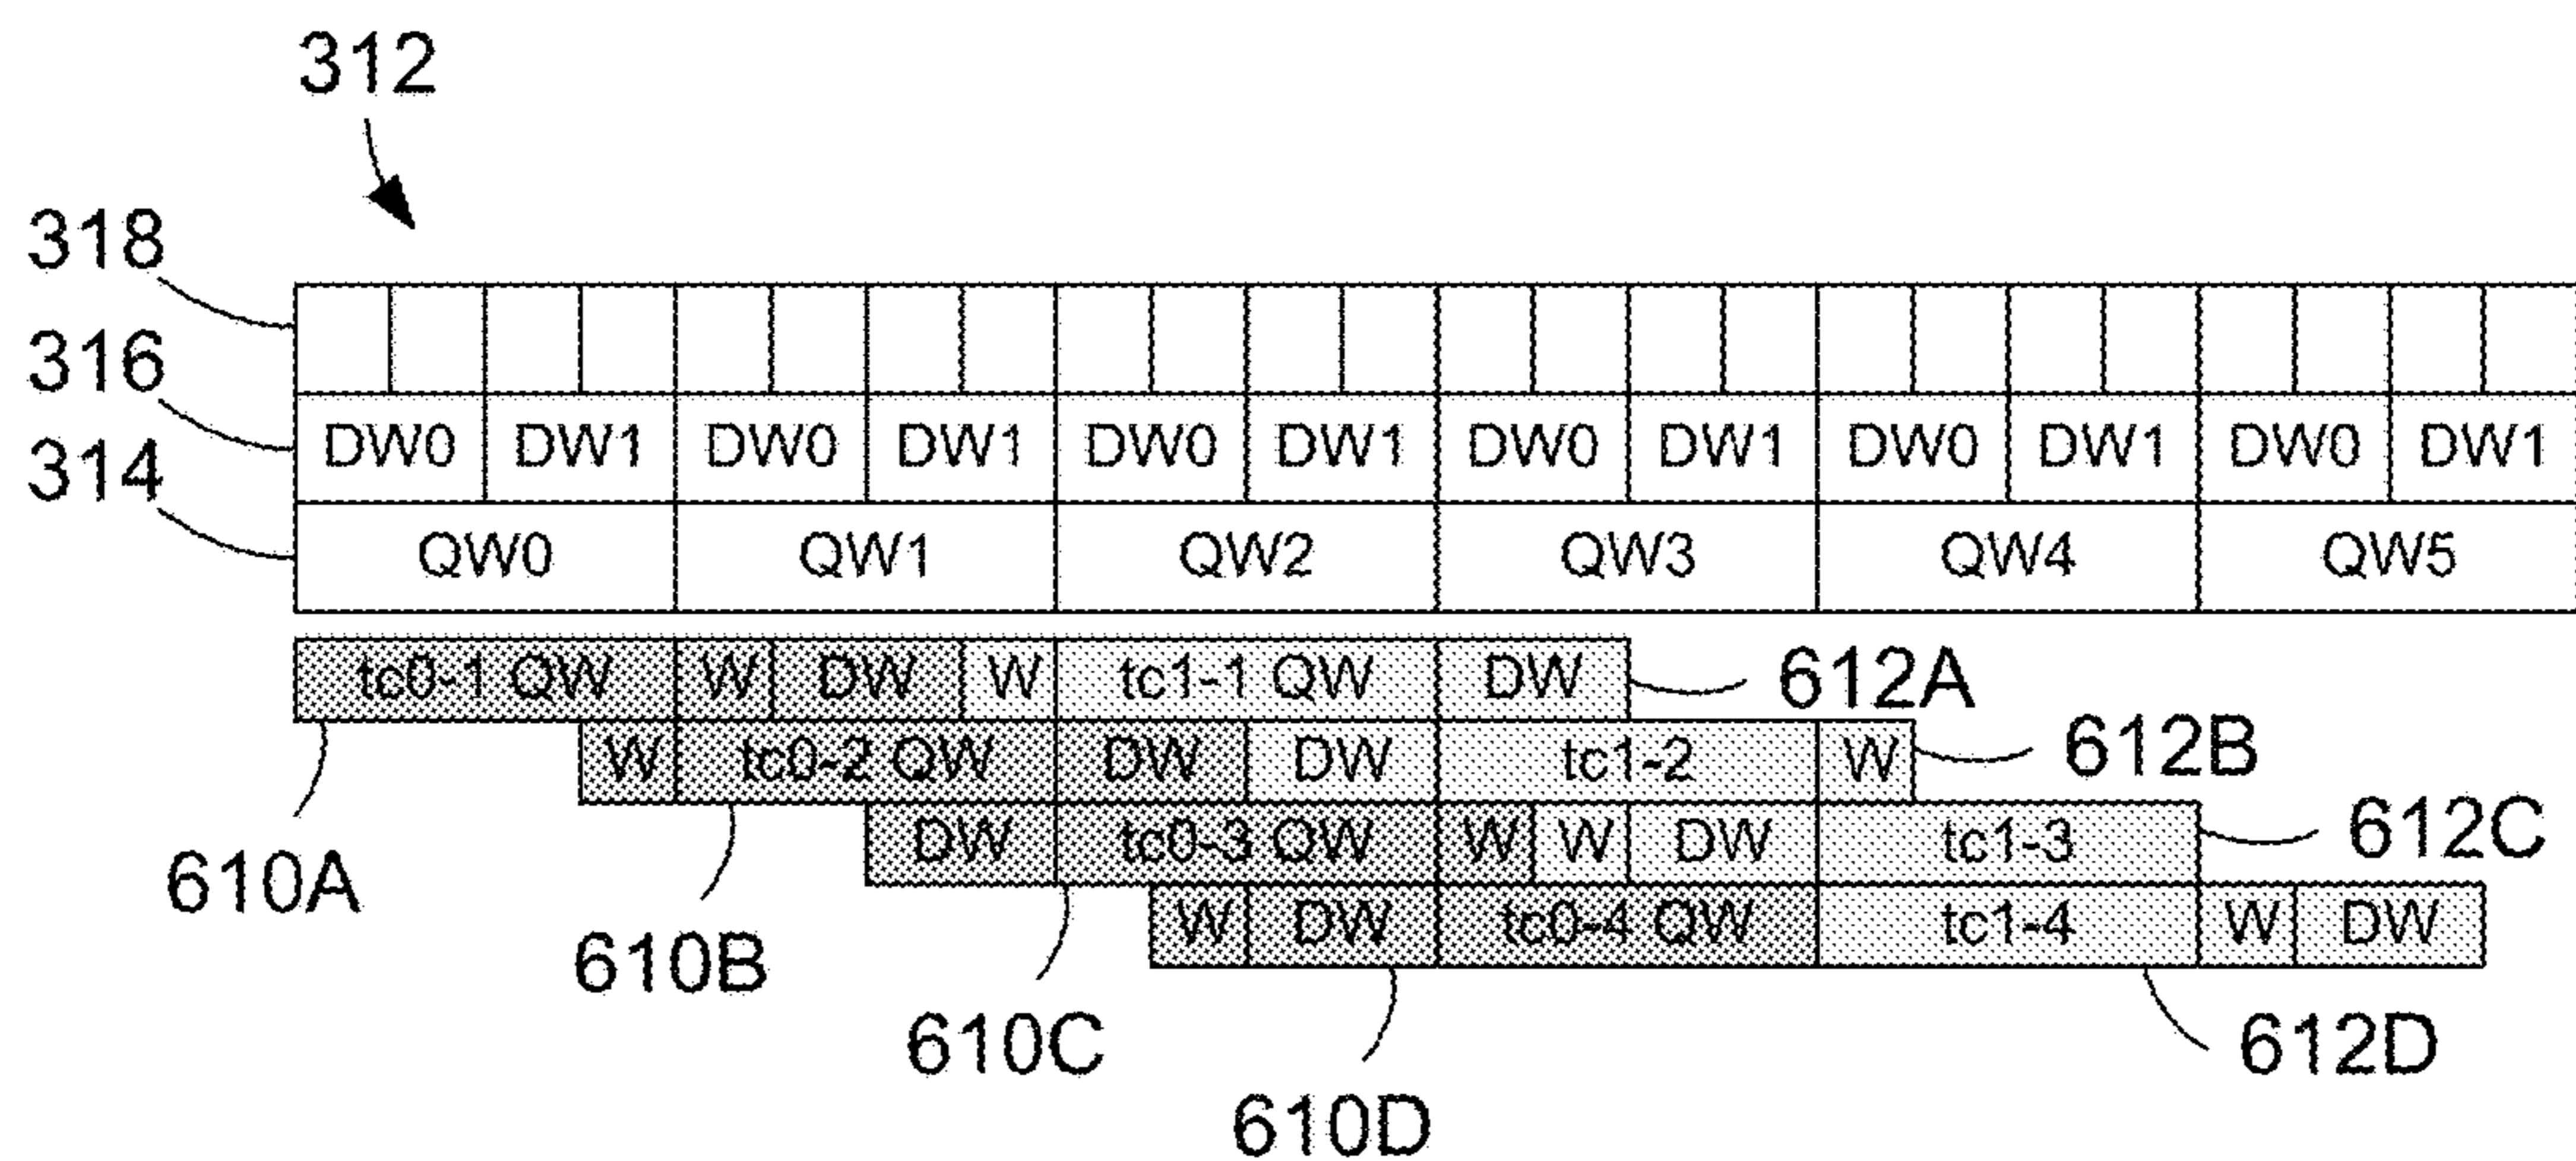 312
318
316
314
DW0 DW1 DW0 DW1 DW0 DW1 DW0 DW1 DW0 DW1 DW0 DW1
QW0 QW1 QW2 QW3 QW4 QW5
tc0-1 QW W DW W tc1-1 QW DW 612A
W tc0-2 QW DW DW tc1-2 W 612B
DW tc0-3 QW W W DW tc1-3 612C
W DW tc0-4 QW tc1-4 W DW
610A
610B
610C
610D
612D